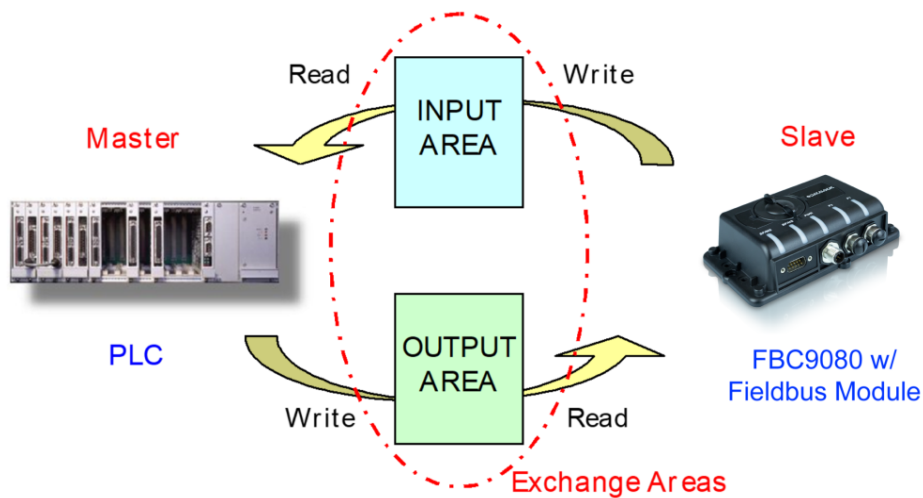 Read
Write
INPUT
AREA
Master
Slave
PLC
OUTPUT
AREA
FBC9080 w/
Fieldbus Module
Write
Read
Exchange Areas